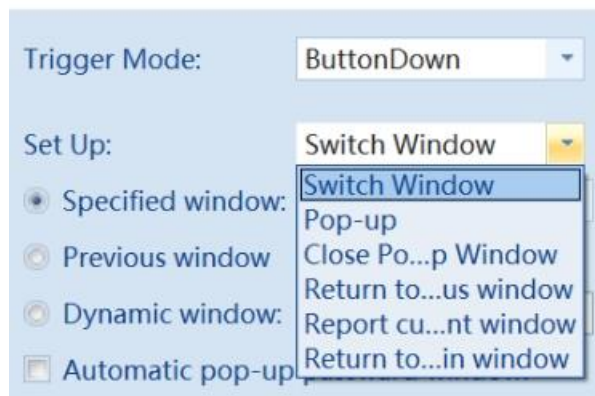 Trigger Mode: ButtonDown
Set Up: Switch Window
Switch Window
Specified window:
Pop-up
Previous window
Close Po...p Window
Return to...us window
Dynamic window:
Report cu...nt window
Return to...in window
Automatic pop-up